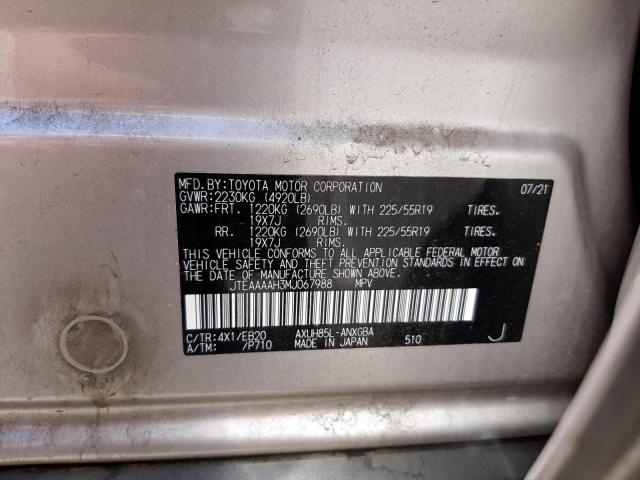 MFD.BY:TOYOTA MOTOR CORPORATION 07/21
GVWR:2230KG (4920LB)
GAWR:FRT. 1220KG (2690LB) WITH 225/55R19 TIRES.
19X7J RIMS.
RR. 1220KG (2690LB) WITH 225/55R19 TIRES.
19X7J RIMS.
THIS VEHICLE CONFORMS TO ALL APPLICABLE FEDERAL MOTOR
VEHICLE SAFETY AND THEFT PREVENTION STANDARDS IN EFFECT ON
THE DATE OF MANUFACTURE SHOWN ABOVE.
JTEAAAAH3MJ067988 MPV
C/TR:4X1/EB20 AXUH85L-ANXGBA
A/TM: /P710 MADE IN JAPAN 510 J